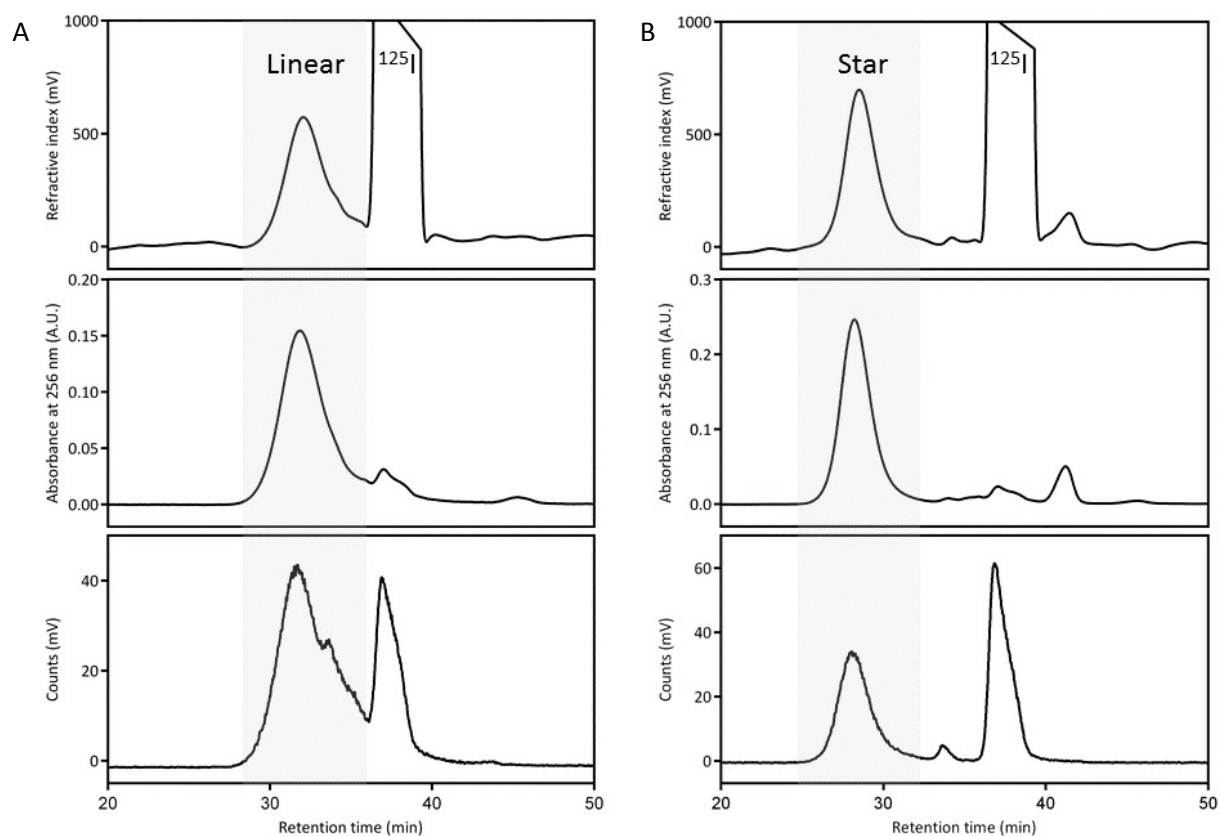 A
Refractive index (mV)
1000
500
0
Linear
¹²⁵I
Absorbance at 256 nm (A.U.)
0.20
0.15
0.10
0.05
0.00
Counts (mV)
40
20
0
20 30 40 50
Retention time (min)
B
Refractive index (mV)
1000
500
0
Star
¹²⁵I
Absorbance at 256 nm (A.U.)
0.3
0.2
0.1
0.0
Counts (mV)
60
40
20
0
20 30 40 50
Retention time (min)